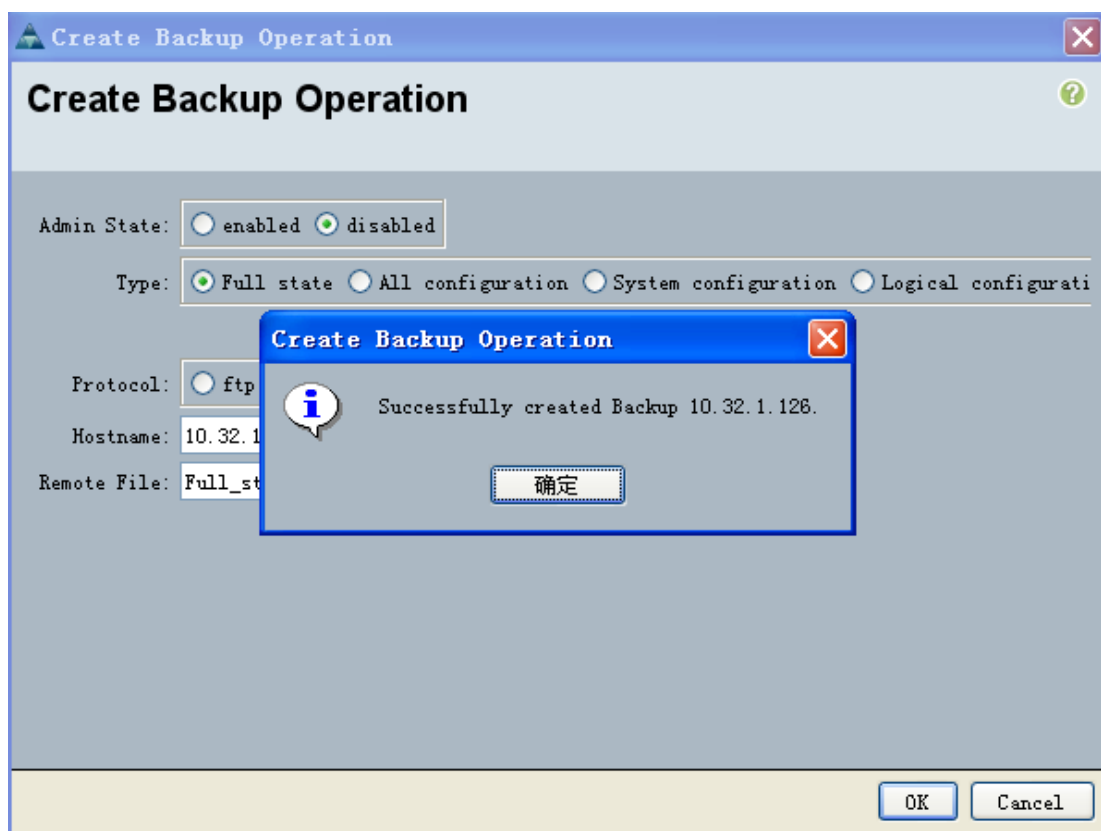 Create Backup Operation
Create Backup Operation
Admin State: enabled disabled
Type: Full state All configuration System configuration Logical configurati
Create Backup Operation
Protocol: ftp
Successfully created Backup 10.32.1.126.
Hostname: 10.32.1
Remote File: Full_st
确定
OK Cancel